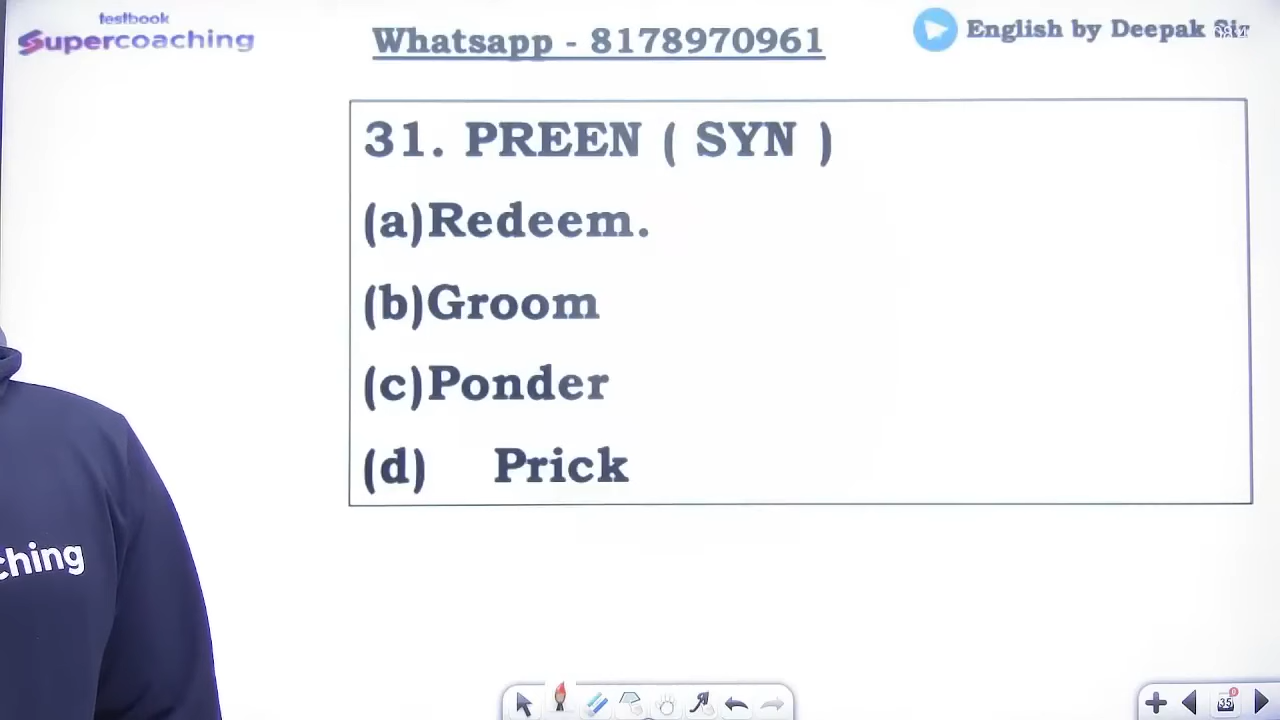 testbook
Supercoaching
Whatsapp - 8178970961
English by Deepak Sir
31. PREEN ( SYN )
(a)Redeem.
(b)Groom
(c)Ponder
(d) Prick
ching
35